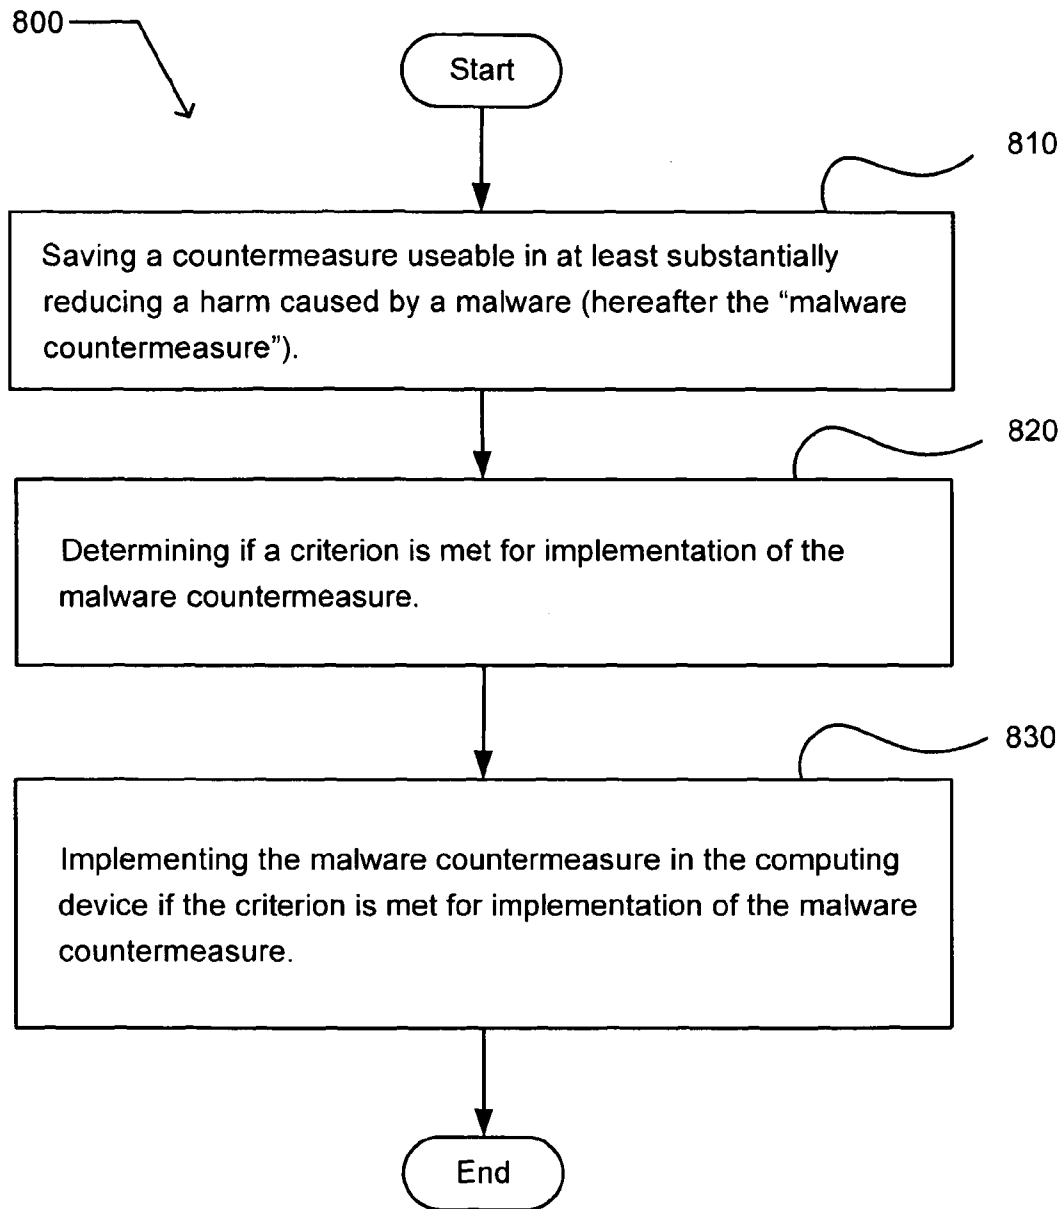 800
Start
810
Saving a countermeasure useable in at least substantially
reducing a harm caused by a malware (hereafter the “malware
countermeasure”).
820
Determining if a criterion is met for implementation of the
malware countermeasure.
830
Implementing the malware countermeasure in the computing
device if the criterion is met for implementation of the malware
countermeasure.
End